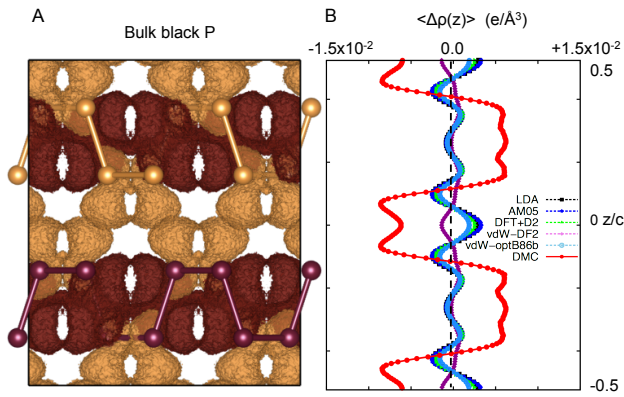 A
Bulk black P
B
<Δρ(z)> (e/Å³)
-1.5x10⁻² 0.0 +1.5x10⁻²
0.5
LDA
AM05
DFT+D2
vdW-DF2
vdW-optB86b
DMC
0 z/c
-0.5